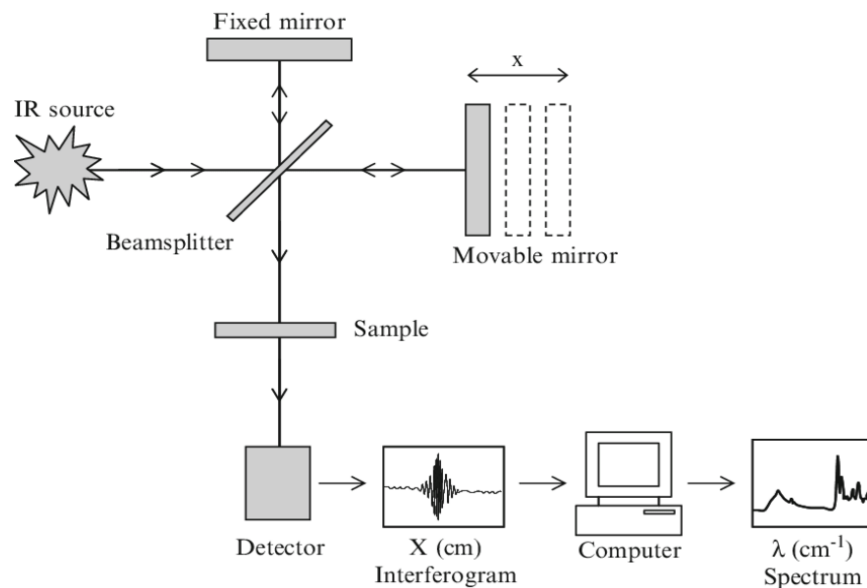 Fixed mirror
x
IR source
Beamsplitter
Movable mirror
Sample
Detector
X (cm)
Interferogram
Computer
λ (cm⁻¹)
Spectrum